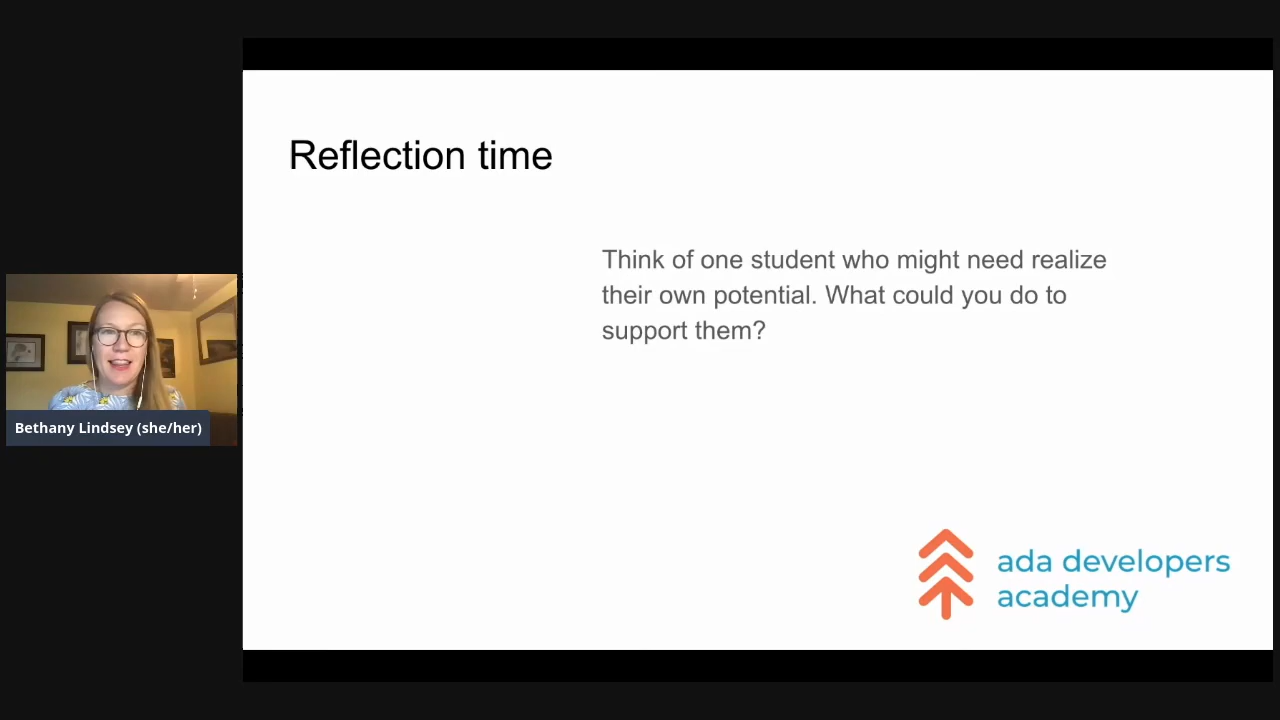 Reflection time
Think of one student who might need realize
their own potential. What could you do to
support them?
Bethany Lindsey (she/her)
ada developers
academy